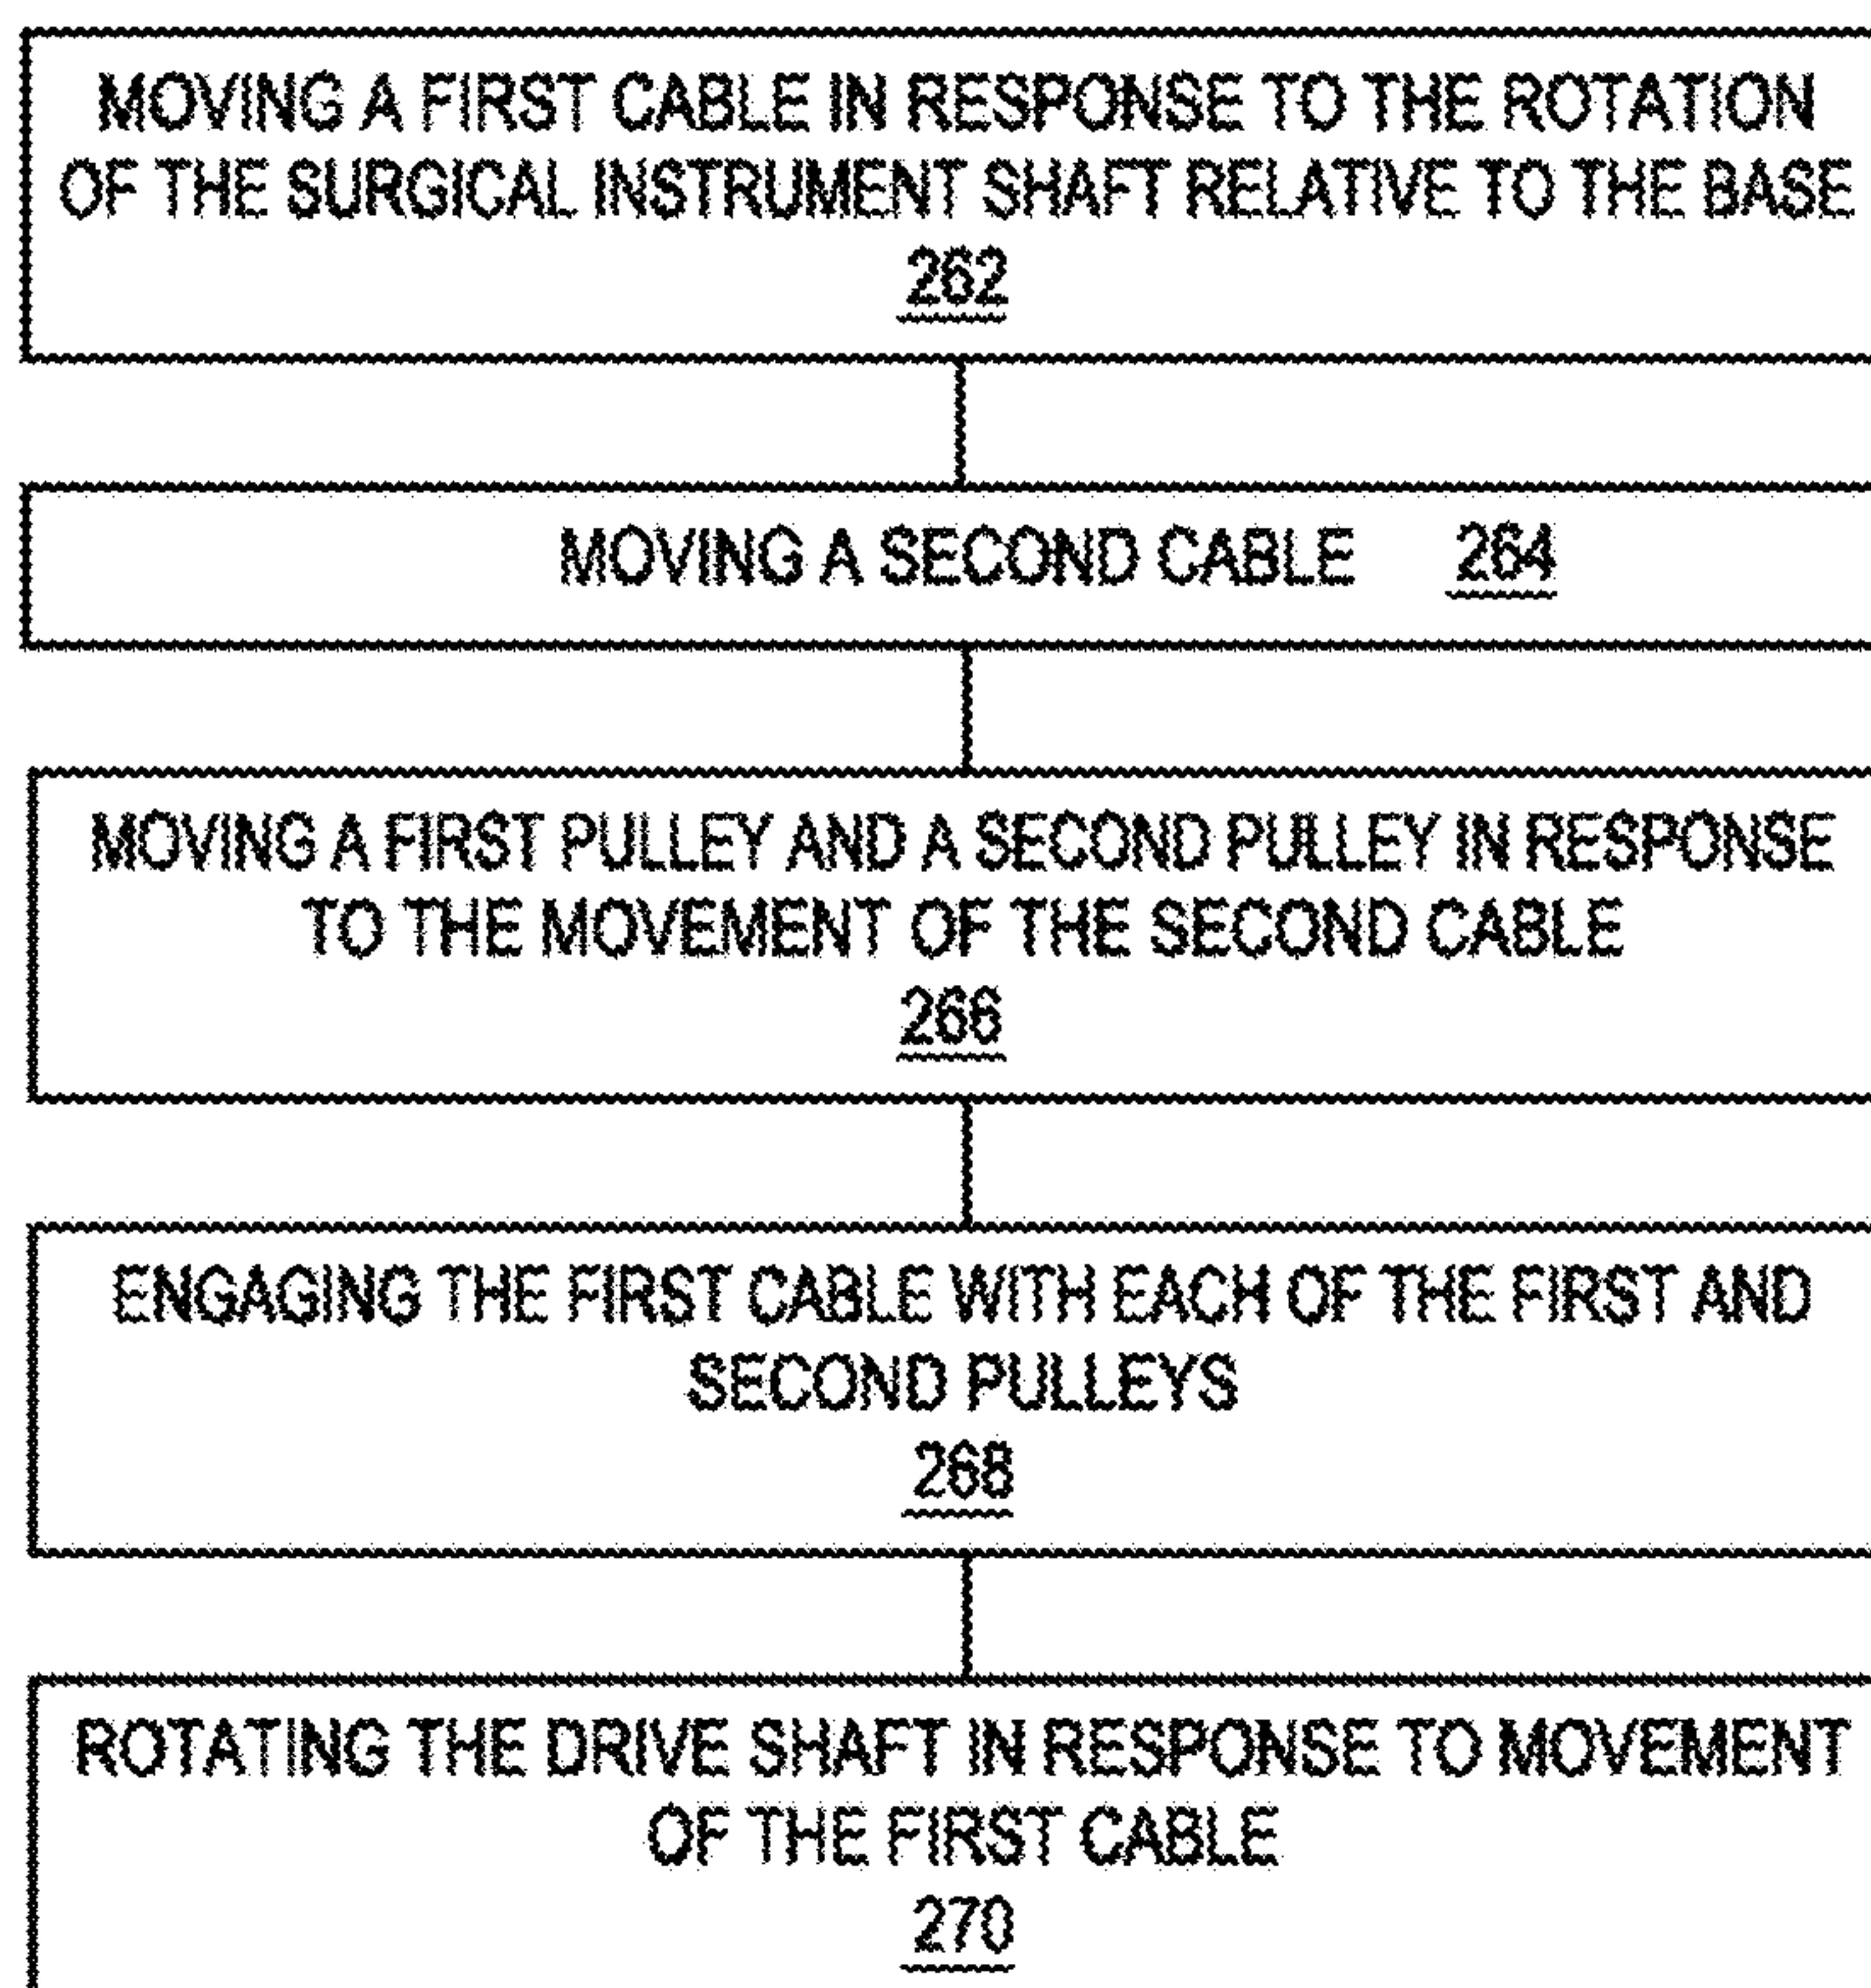 MOVING A FIRST CABLE IN RESPONSE TO THE ROTATION
OF THE SURGICAL INSTRUMENT SHAFT RELATIVE TO THE BASE
262
MOVING A SECOND CABLE 264
MOVING A FIRST PULLEY AND A SECOND PULLEY IN RESPONSE
TO THE MOVEMENT OF THE SECOND CABLE
266
ENGAGING THE FIRST CABLE WITH EACH OF THE FIRST AND
SECOND PULLEYS
268
ROTATING THE DRIVE SHAFT IN RESPONSE TO MOVEMENT
OF THE FIRST CABLE
270